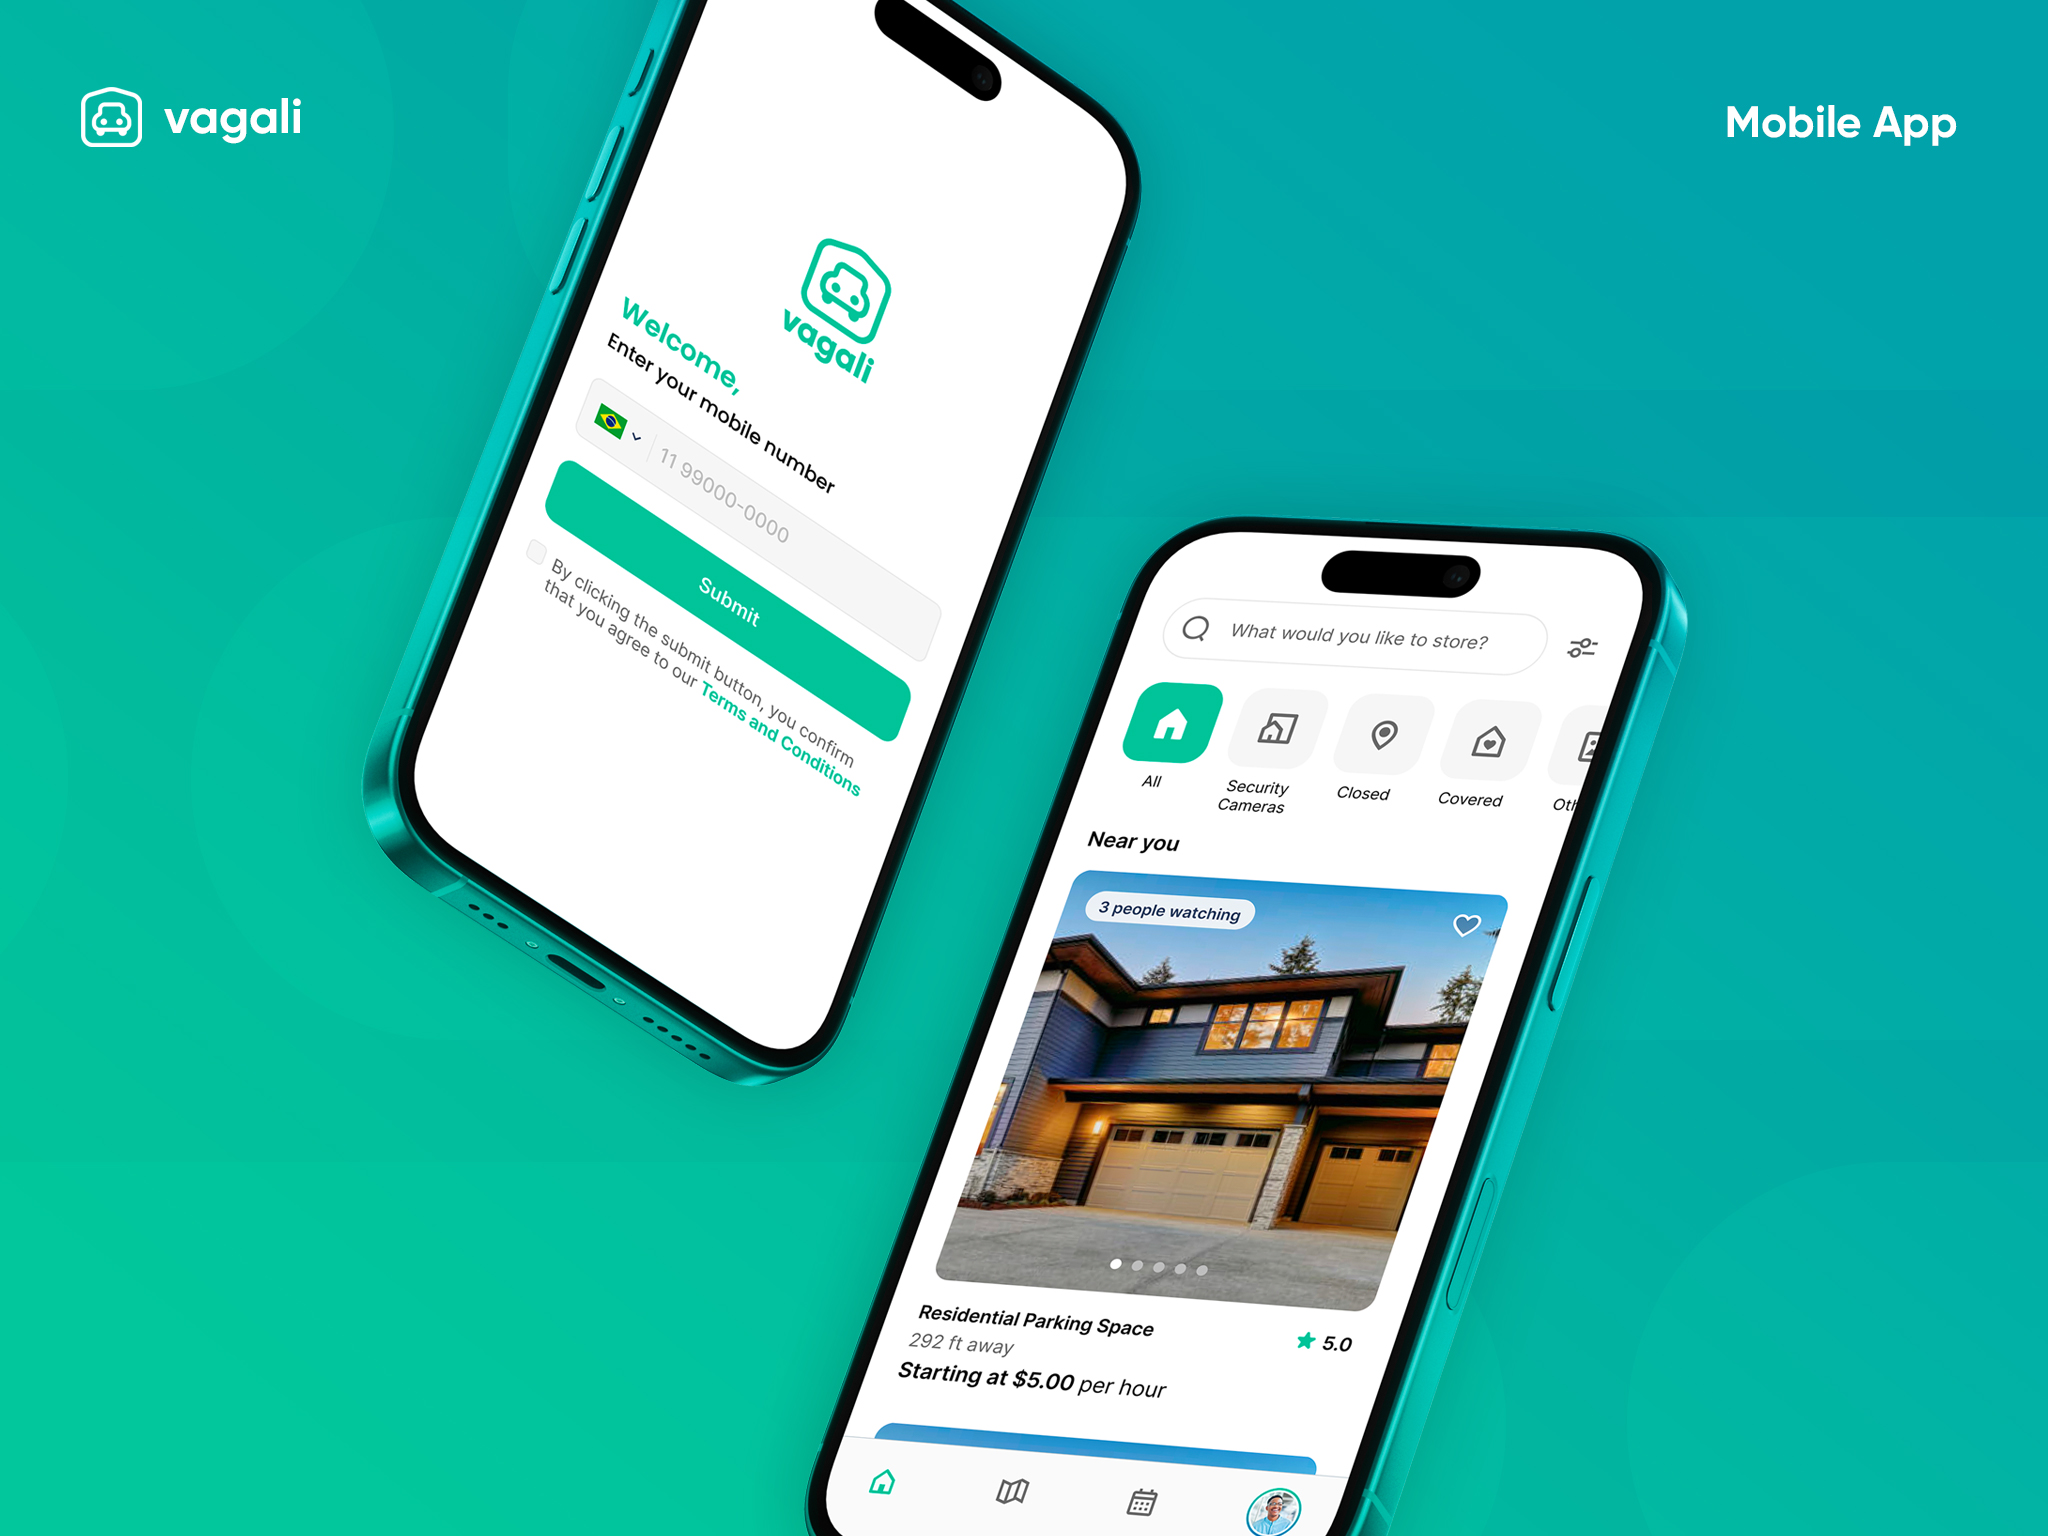 vagali
Mobile App
vagali
Welcome,
Enter your mobile number
11 99000-0000
Submit
By clicking the submit button, you confirm
that you agree to our Terms and Conditions
What would you like to store?
All
Security
Cameras
Closed
Covered
Near you
3 people watching
Residential Parking Space
5.0
292 ft away
Starting at $5.00 per hour